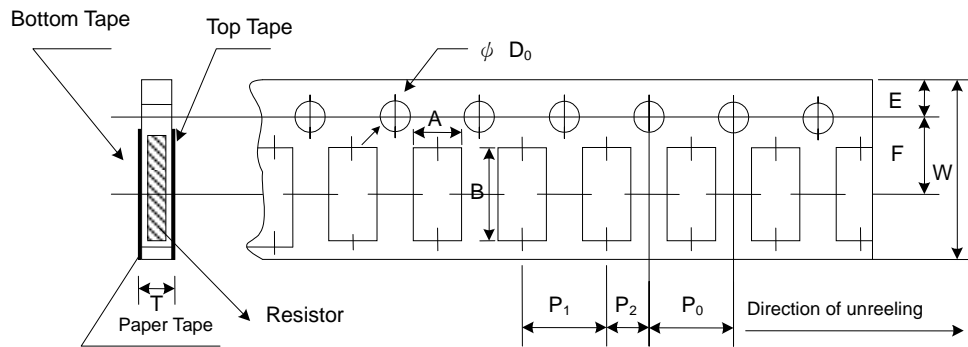 Bottom Tape
Top Tape
ψ D₀
E
A
F
W
B
T
Paper Tape
Resistor
P₁
P₂
P₀
Direction of unreeling